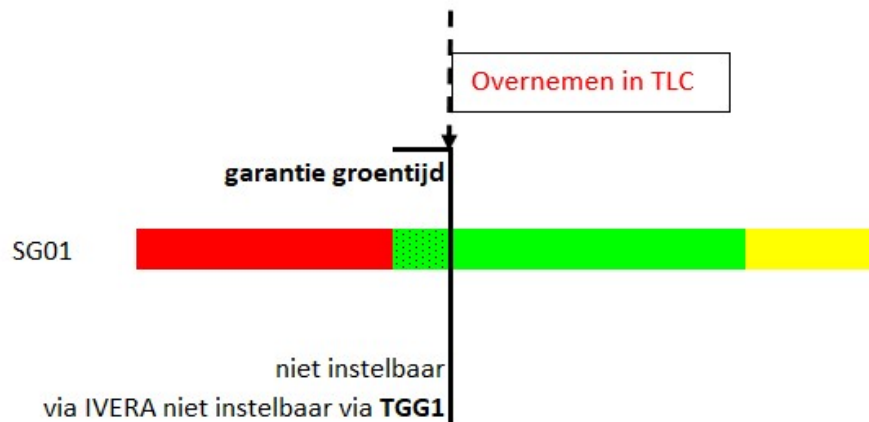 Overnemen in TLC
garantie groentijd
SG01
niet instelbaar
via IVERA niet instelbaar via TGG1